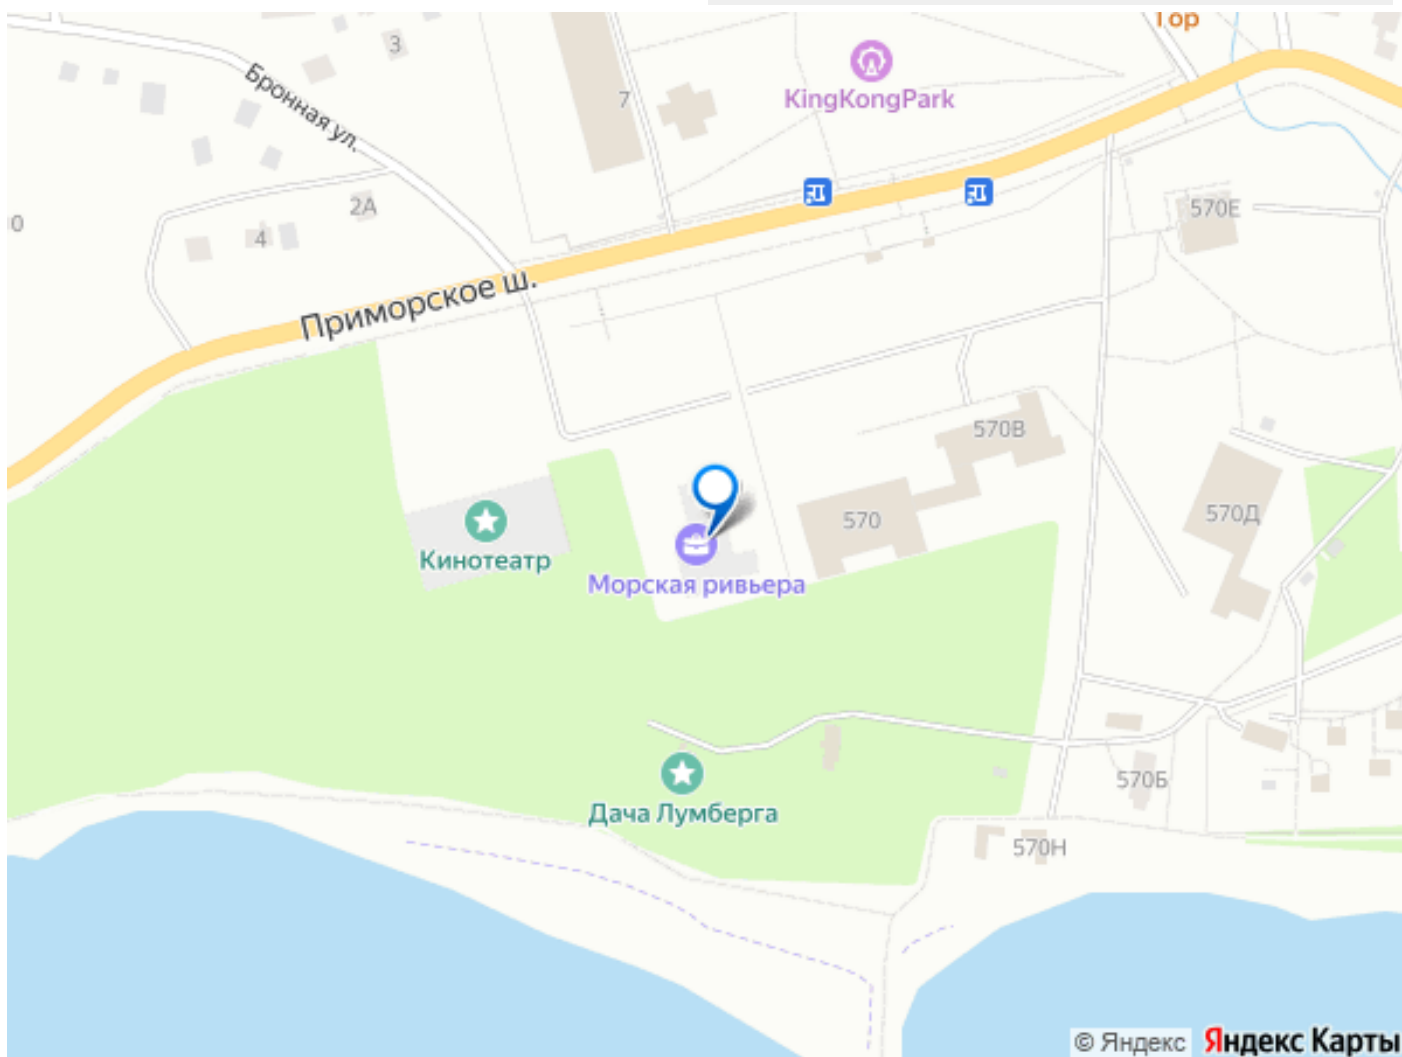 Тор
3
Бронная ул.
7
KingKongPark
2А
0
4
570Е
Приморское ш.
570В
570
570Д
Кинотеатр
Морская ривьера
570Б
Дача Лумберга
570Н
© Яндекс Яндекс Карты